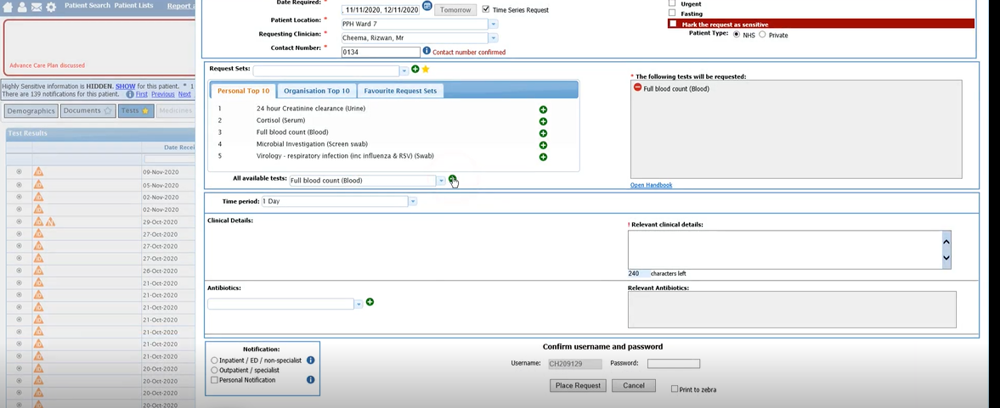 Patient Search Patient Lists Report
Advance Care Plan discussed
Highly Sensitive information is HIDDEN. SHOW for this patient. * 1
There are 139 notifications for this patient. First Previous Next
Demographics Documents Tests Medicines
Test Results
Date Recei
09-Nov-2020
05-Nov-2020
02-Nov-2020
02-Nov-2020
29-Oct-2020
27-Oct-2020
27-Oct-2020
27-Oct-2020
26-Oct-2020
21-Oct-2020
21-Oct-2020
21-Oct-2020
21-Oct-2020
21-Oct-2020
21-Oct-2020
21-Oct-2020
20-Oct-2020
20-Oct-2020
20-Oct-2020
20-Oct-2020
Date Required: * , 11/11/2020, 12/11/2020 Tomorrow Time Series Request
Patient Location: * PPH Ward 7
Requesting Clinician: * Cheema, Rizwan, Mr
Contact Number: * 0134 Contact number confirmed
Urgent
Fasting
Mark the request as sensitive
Patient Type: NHS Private
Request Sets:
Personal Top 10 Organisation Top 10 Favourite Request Sets
1 24 hour Creatinine clearance (Urine)
2 Cortisol (Serum)
3 Full blood count (Blood)
4 Microbial Investigation (Screen swab)
5 Virology - respiratory infection (inc influenza & RSV) (Swab)
All available tests: Full blood count (Blood)
* The following tests will be requested:
Full blood count (Blood)
Open Handbook
Time period: 1 Day
Clinical Details:
! Relevant clinical details:
240 characters left
Antibiotics:
Relevant Antibiotics:
Notification:
Inpatient / ED / non-specialist
Outpatient / specialist
Personal Notification
Confirm username and password
Username: CH209129 Password:
Place Request Cancel Print to zebra